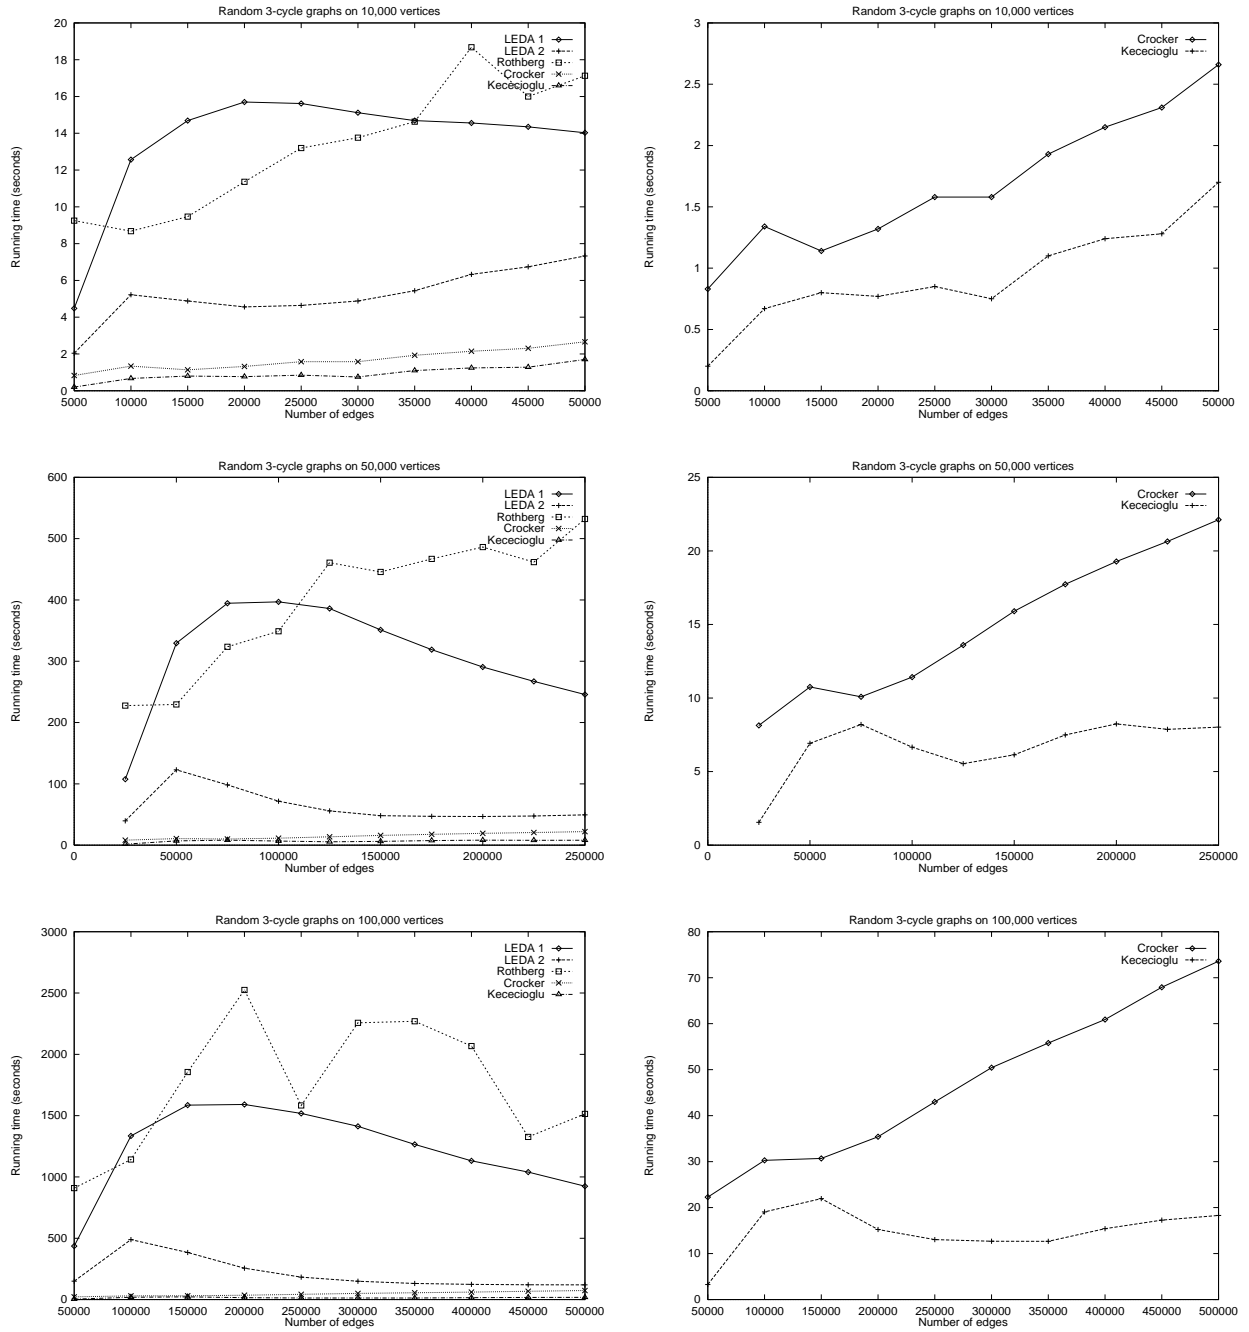 Random 3-cycle graphs on 10,000 vertices
20
18
16
14
12
10
8
6
4
2
0
Running time (seconds)
LEDA 1
LEDA 2
Rothberg
Crocker
Kececioglu
5000 10000 15000 20000 25000 30000 35000 40000 45000 50000
Number of edges
Random 3-cycle graphs on 10,000 vertices
3
2.5
2
1.5
1
0.5
0
Running time (seconds)
Crocker
Kececioglu
5000 10000 15000 20000 25000 30000 35000 40000 45000 50000
Number of edges
Random 3-cycle graphs on 50,000 vertices
600
500
400
300
200
100
0
Running time (seconds)
LEDA 1
LEDA 2
Rothberg
Crocker
Kececioglu
0 50000 100000 150000 200000 250000
Number of edges
Random 3-cycle graphs on 50,000 vertices
25
20
15
10
5
0
Running time (seconds)
Crocker
Kececioglu
0 50000 100000 150000 200000 250000
Number of edges
Random 3-cycle graphs on 100,000 vertices
3000
2500
2000
1500
1000
500
0
Running time (seconds)
LEDA 1
LEDA 2
Rothberg
Crocker
Kececioglu
50000 100000 150000 200000 250000 300000 350000 400000 450000 500000
Number of edges
Random 3-cycle graphs on 100,000 vertices
80
70
60
50
40
30
20
10
0
Running time (seconds)
Crocker
Kececioglu
50000 100000 150000 200000 250000 300000 350000 400000 450000 500000
Number of edges